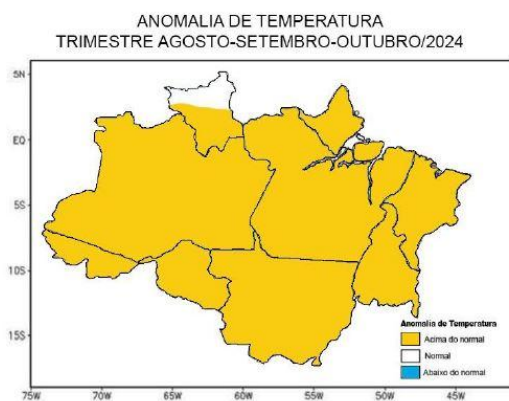 ANOMALIA DE TEMPERATURA
TRIMESTRE AGOSTO-SETEMBRO-OUTUBRO/2024
5N
EQ
5S
10S
15S
Anomalia de Temperatura
Acima do normal
Normal
Abaixo do normal
75W 70W 65W 60W 55W 50W 45W